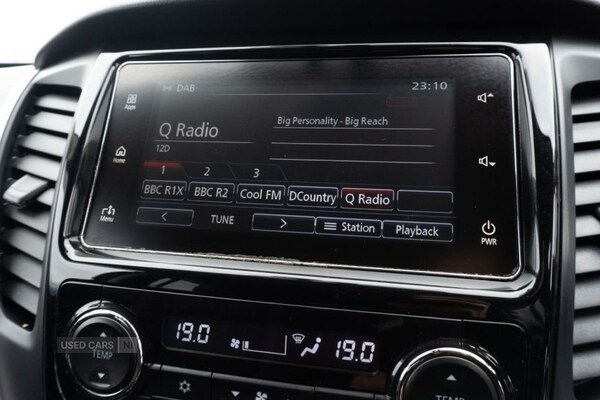 DAB 23:10
Apps
Home
Menu
Q Radio
12D
Big Personality - Big Reach
1 2 3
BBC R1X BBC R2 Cool FM DCountry Q Radio
< TUNE > Station Playback
PWR
19.0 19.0
TEMP
TEMP
USED CARS NI